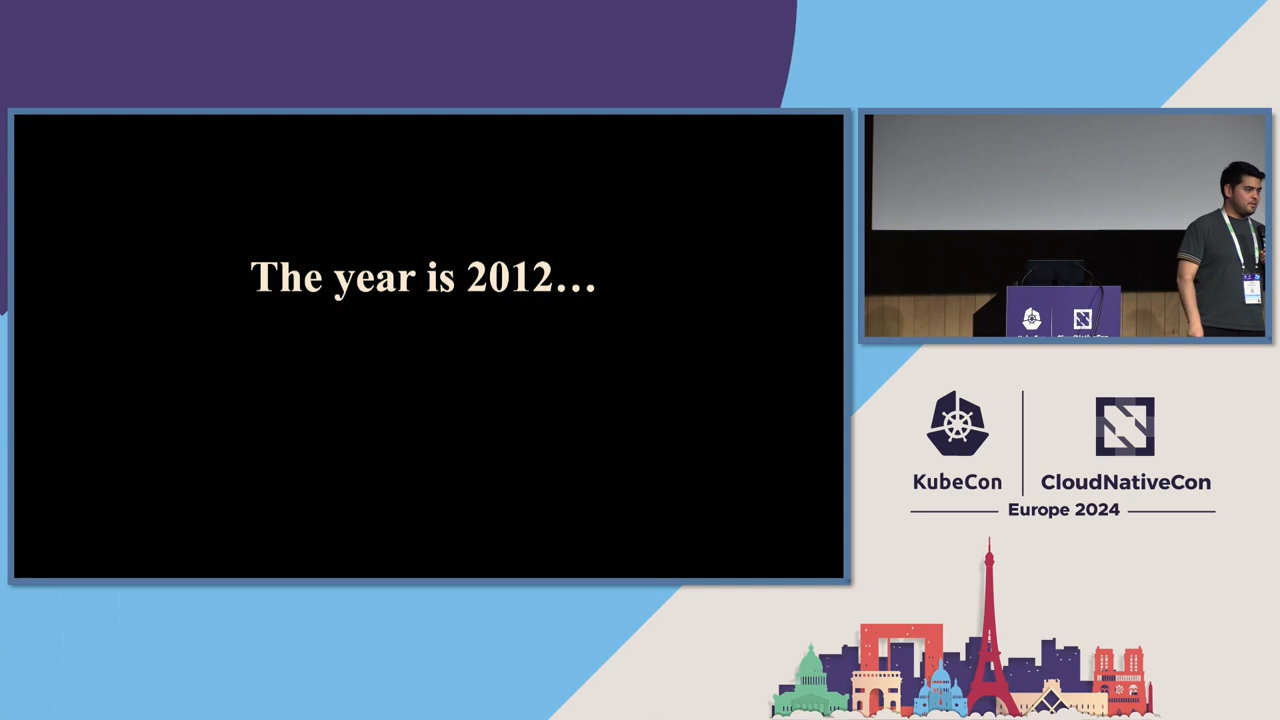 The year is 2012...
KubeCon
CloudNativeCon
Europe 2024